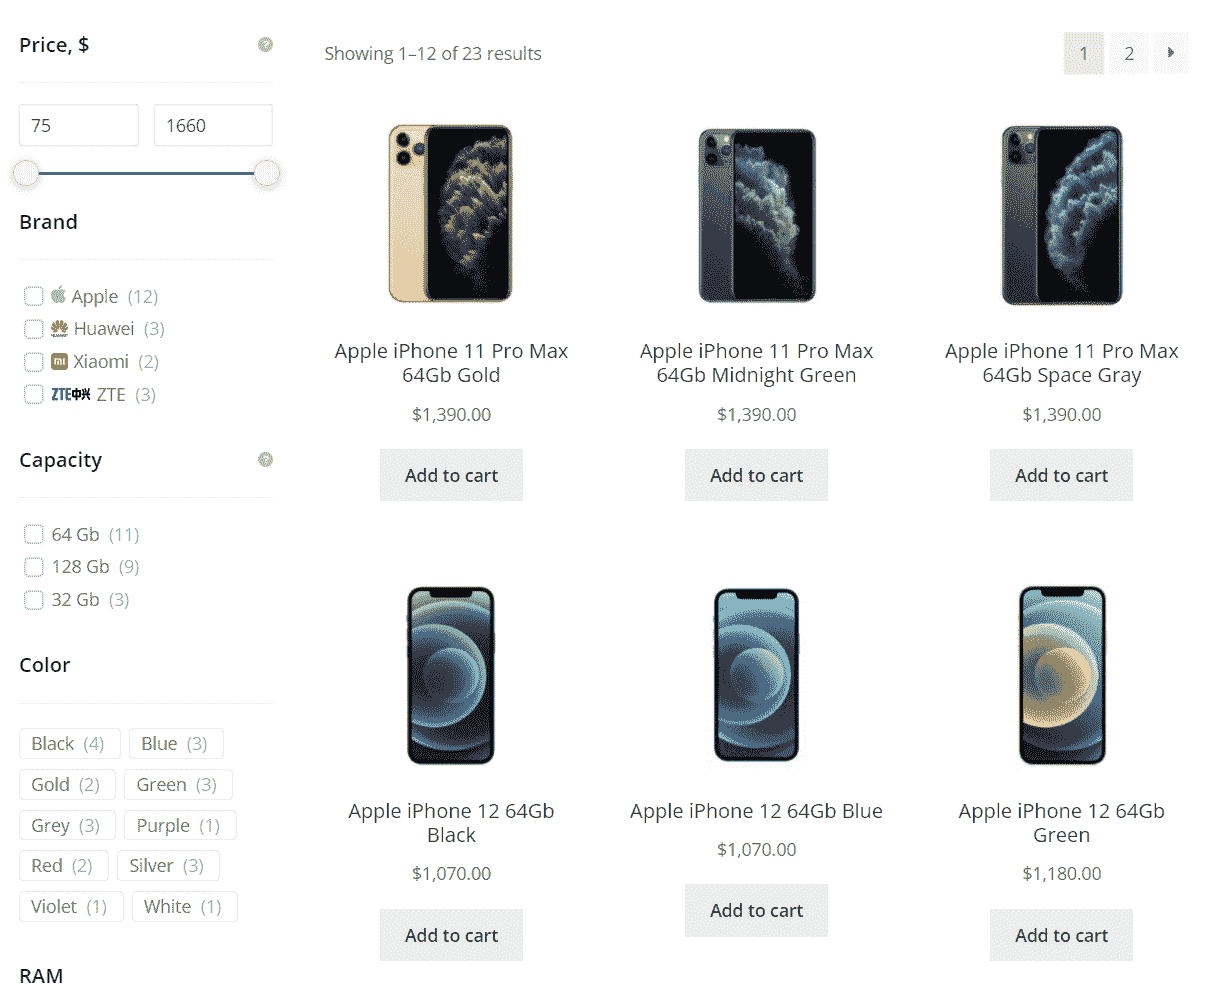 Price, $
75
1660
Brand
Apple (12)
HUAWEI Huawei (3)
mi Xiaomi (2)
ZTE中兴 ZTE (3)
Capacity
64 Gb (11)
128 Gb (9)
32 Gb (3)
Color
Black (4) Blue (3)
Gold (2) Green (3)
Grey (3) Purple (1)
Red (2) Silver (3)
Violet (1) White (1)
RAM
Showing 1–12 of 23 results
1 2
Apple iPhone 11 Pro Max
64Gb Gold
$1,390.00
Add to cart
Apple iPhone 11 Pro Max
64Gb Midnight Green
$1,390.00
Add to cart
Apple iPhone 11 Pro Max
64Gb Space Gray
$1,390.00
Add to cart
Apple iPhone 12 64Gb
Black
$1,070.00
Add to cart
Apple iPhone 12 64Gb Blue
$1,070.00
Add to cart
Apple iPhone 12 64Gb
Green
$1,180.00
Add to cart